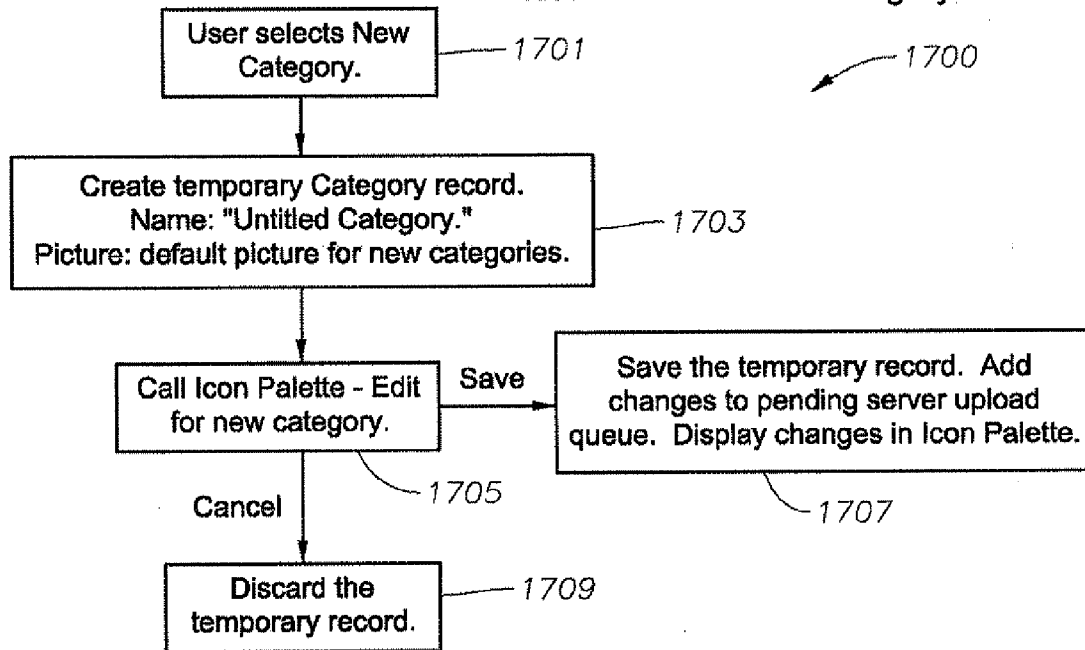 User selects New
Category.
1701
1700
Create temporary Category record.
Name: "Untitled Category."
Picture: default picture for new categories.
1703
Call Icon Palette - Edit
for new category.
1705
Save
Save the temporary record. Add
changes to pending server upload
queue. Display changes in Icon Palette.
1707
Cancel
Discard the
temporary record.
1709